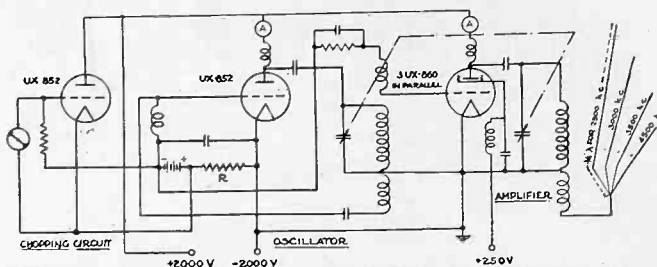 UX 852
UX 852
A
3 UX-860
IN PARALLEL
A
- +
R
FOR 2500 k.c.
3000 k.c.
3500 k.c.
4500 k.c.
CHOPPING CIRCUIT
OSCILLATOR
AMPLIFIER
+2000 V
-2000 V
+250V